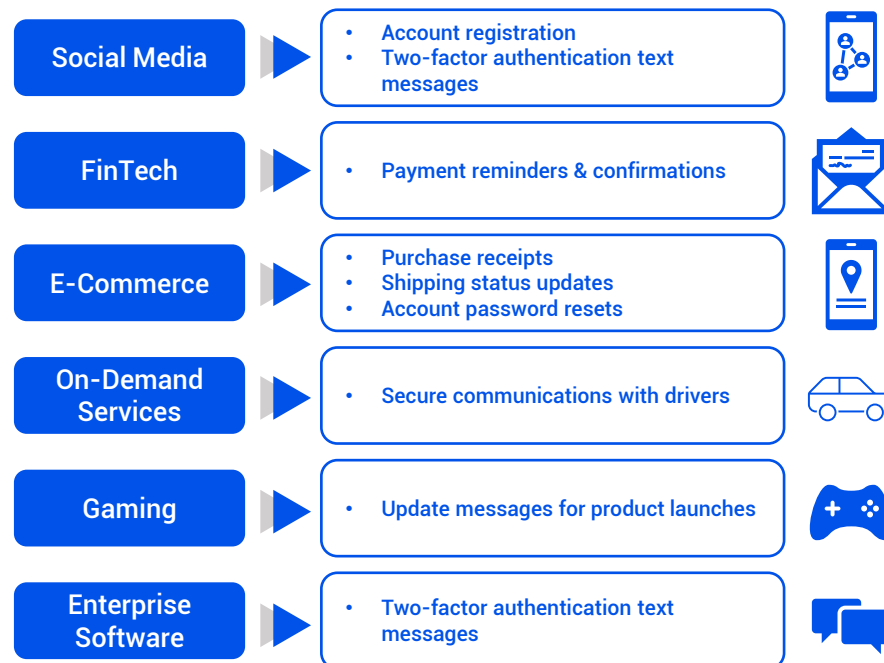 Social Media
• Account registration
• Two-factor authentication text
messages
FinTech
• Payment reminders & confirmations
E-Commerce
• Purchase receipts
• Shipping status updates
• Account password resets
On-Demand
Services
• Secure communications with drivers
Gaming
• Update messages for product launches
Enterprise
Software
• Two-factor authentication text
messages